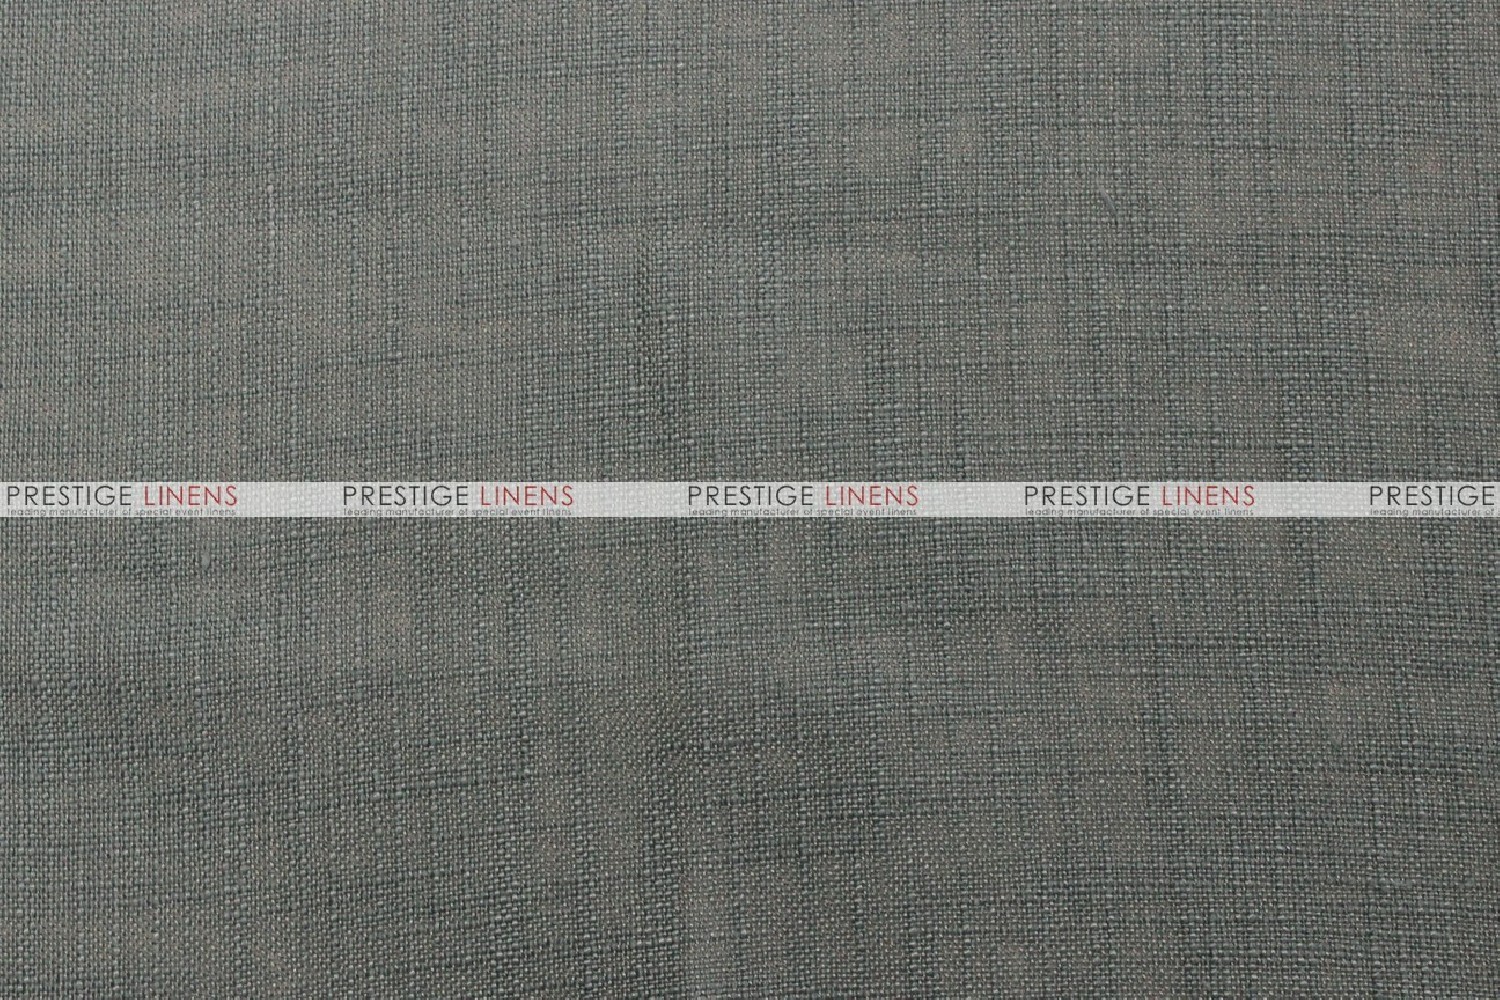 PRESTIGE LINENS PRESTIGE LINENS PRESTIGE LINENS PRESTIGE LINENS PRESTIGE
leading manufacturer of special event linens leading manufacturer of special event linens leading manufacturer of special event linens leading manufacturer of special event linens leading manufacturer of